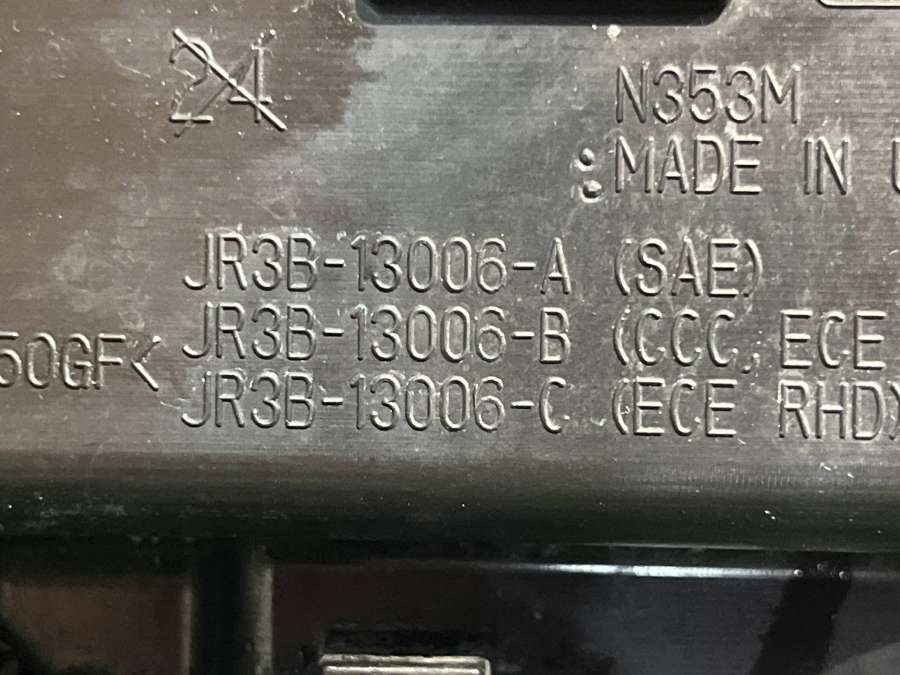 24
N353M
:MADE IN
JR3B-13006-A (SAE)
JR3B-13006-B (CCC, ECE
50GF<
JR3B-13006-C (ECE RHD)